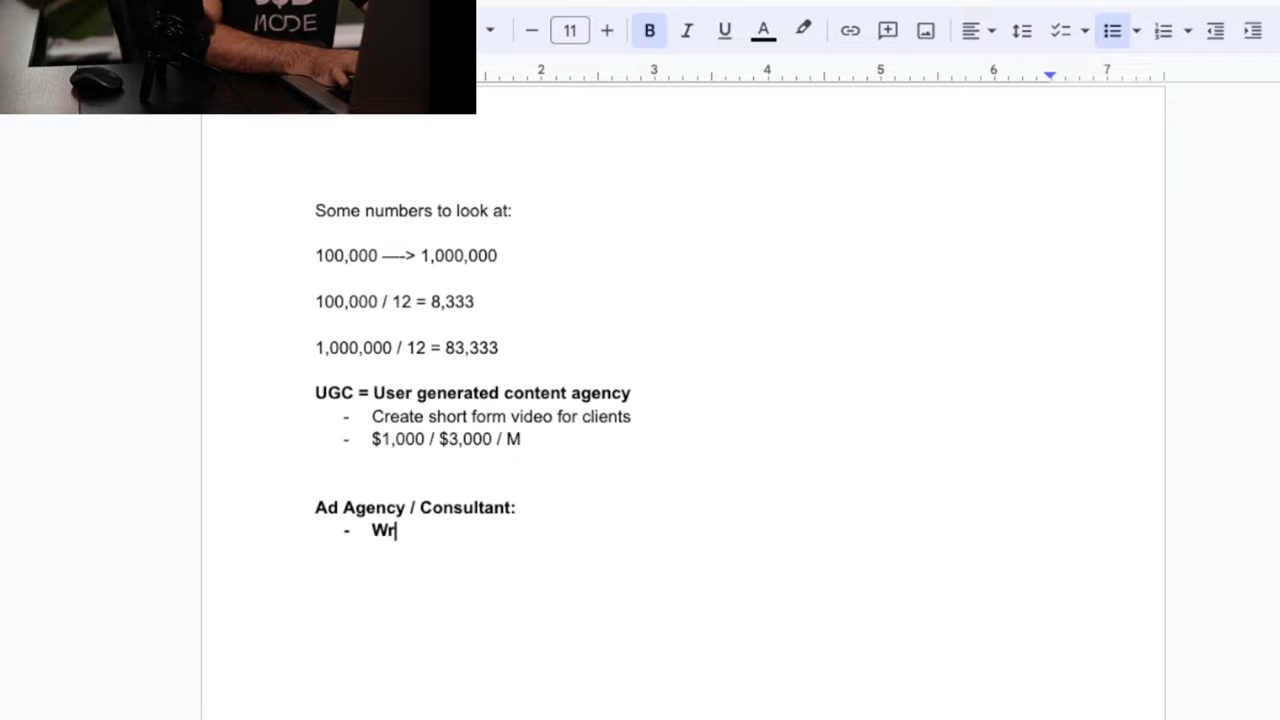 MODE
11
B I U A
2 3 4 5 6 7
Some numbers to look at:
100,000 —-> 1,000,000
100,000 / 12 = 8,333
1,000,000 / 12 = 83,333
UGC = User generated content agency
- Create short form video for clients
- $1,000 / $3,000 / M
Ad Agency / Consultant:
- Wr